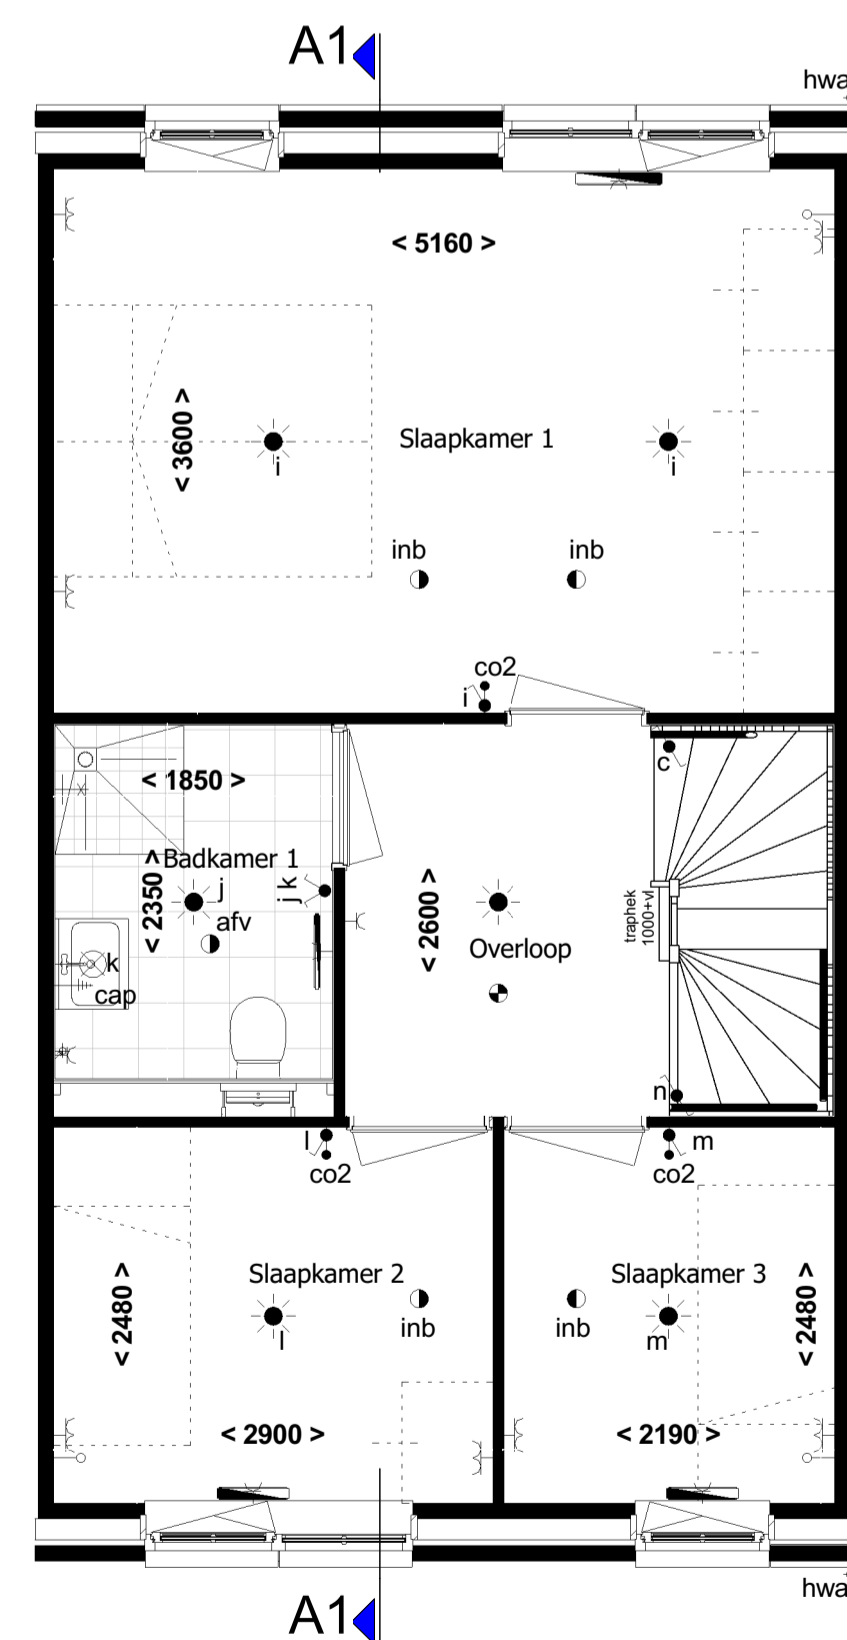 A1
hwa
< 5160 >
< 3600 >
Slaapkamer 1
i
i
inb
inb
co2
i
c
< 1850 >
Badkamer 1
< 2350 >
j
j k
afv
k
cap
< 2600 >
Overloop
traphek
1000+vl
n
l
co2
m
co2
Slaapkamer 2
Slaapkamer 3
< 2480 >
< 2480 >
l
inb
inb
m
< 2900 >
< 2190 >
A1
hwa